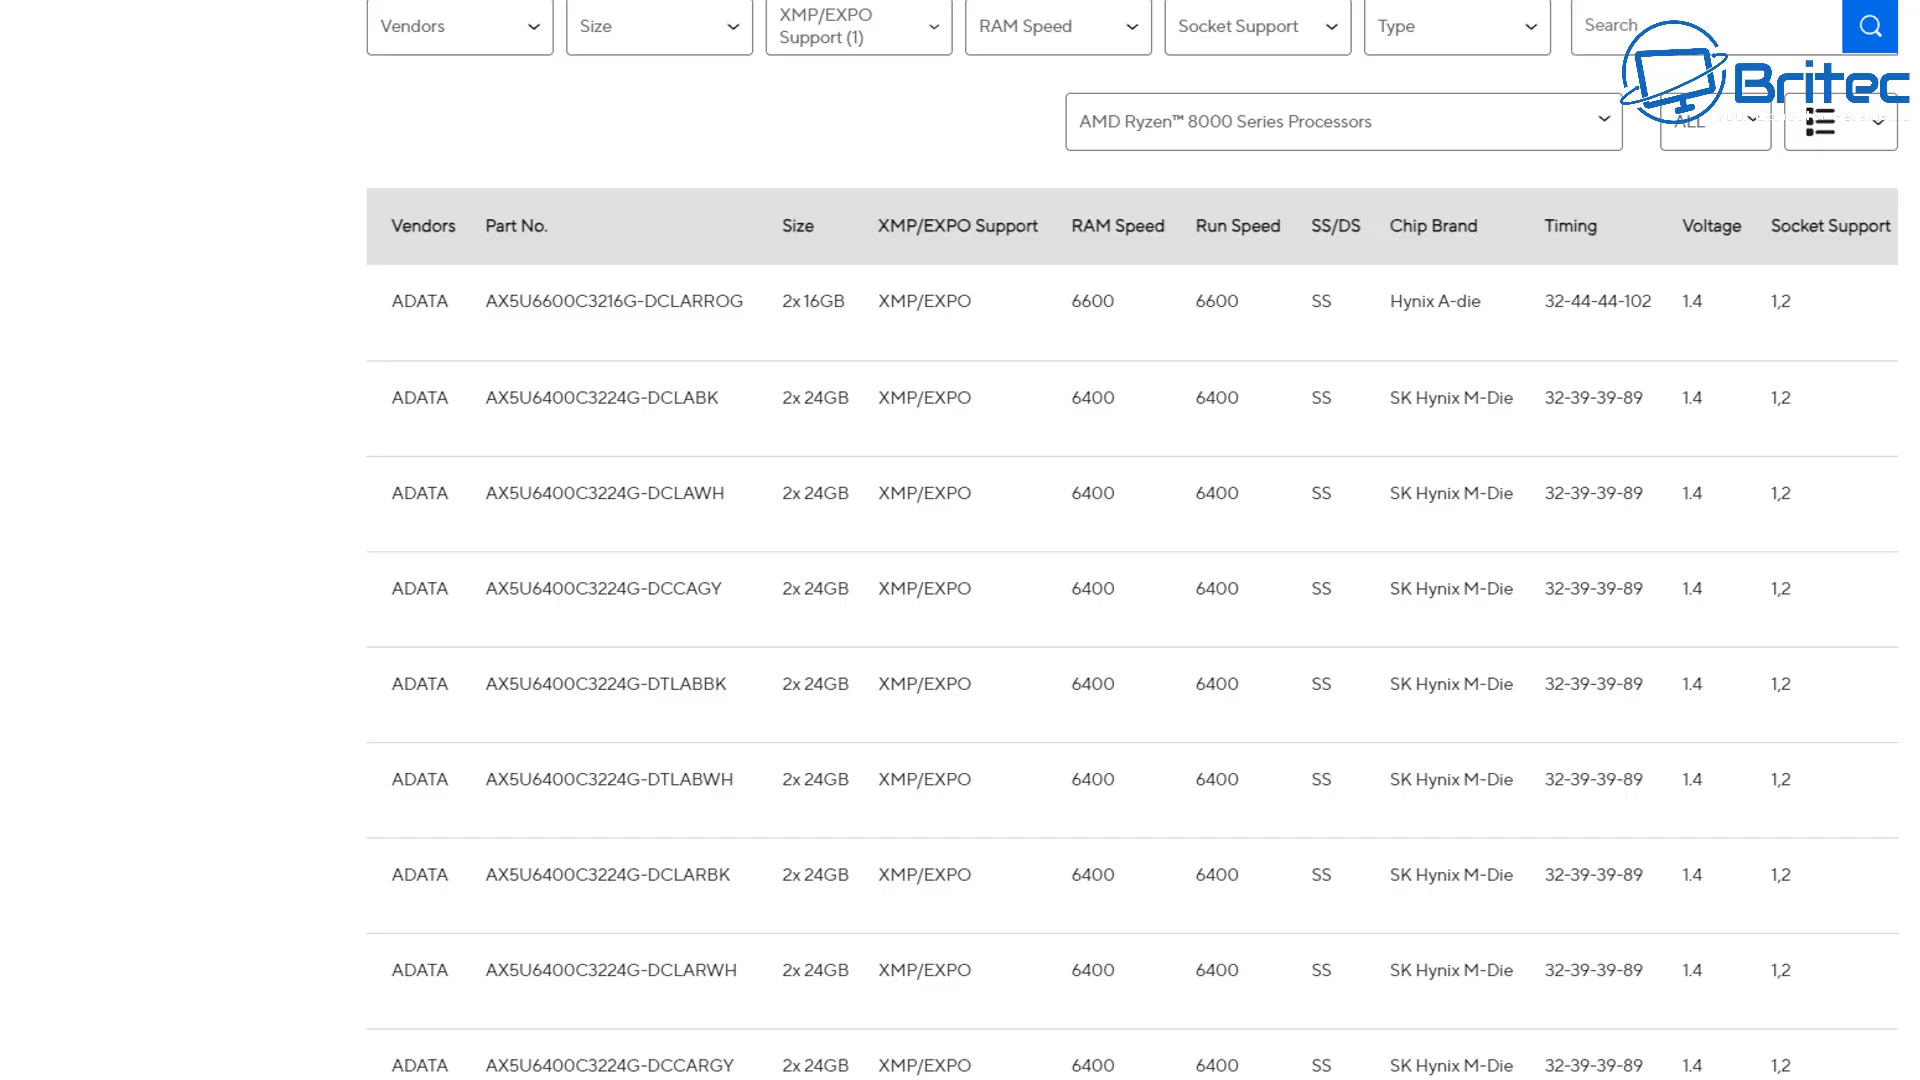 Vendors Size XMP/EXPO Support (1) RAM Speed Socket Support Type Search
Britec
AMD Ryzen™ 8000 Series Processors ALL
Vendors Part No. Size XMP/EXPO Support RAM Speed Run Speed SS/DS Chip Brand Timing Voltage Socket Support
ADATA AX5U6600C3216G-DCLARROG 2x 16GB XMP/EXPO 6600 6600 SS Hynix A-die 32-44-44-102 1.4 1,2
ADATA AX5U6400C3224G-DCLABK 2x 24GB XMP/EXPO 6400 6400 SS SK Hynix M-Die 32-39-39-89 1.4 1,2
ADATA AX5U6400C3224G-DCLAWH 2x 24GB XMP/EXPO 6400 6400 SS SK Hynix M-Die 32-39-39-89 1.4 1,2
ADATA AX5U6400C3224G-DCCAGY 2x 24GB XMP/EXPO 6400 6400 SS SK Hynix M-Die 32-39-39-89 1.4 1,2
ADATA AX5U6400C3224G-DTLABBK 2x 24GB XMP/EXPO 6400 6400 SS SK Hynix M-Die 32-39-39-89 1.4 1,2
ADATA AX5U6400C3224G-DTLABWH 2x 24GB XMP/EXPO 6400 6400 SS SK Hynix M-Die 32-39-39-89 1.4 1,2
ADATA AX5U6400C3224G-DCLARBK 2x 24GB XMP/EXPO 6400 6400 SS SK Hynix M-Die 32-39-39-89 1.4 1,2
ADATA AX5U6400C3224G-DCLARWH 2x 24GB XMP/EXPO 6400 6400 SS SK Hynix M-Die 32-39-39-89 1.4 1,2
ADATA AX5U6400C3224G-DCCARGY 2x 24GB XMP/EXPO 6400 6400 SS SK Hynix M-Die 32-39-39-89 1.4 1,2